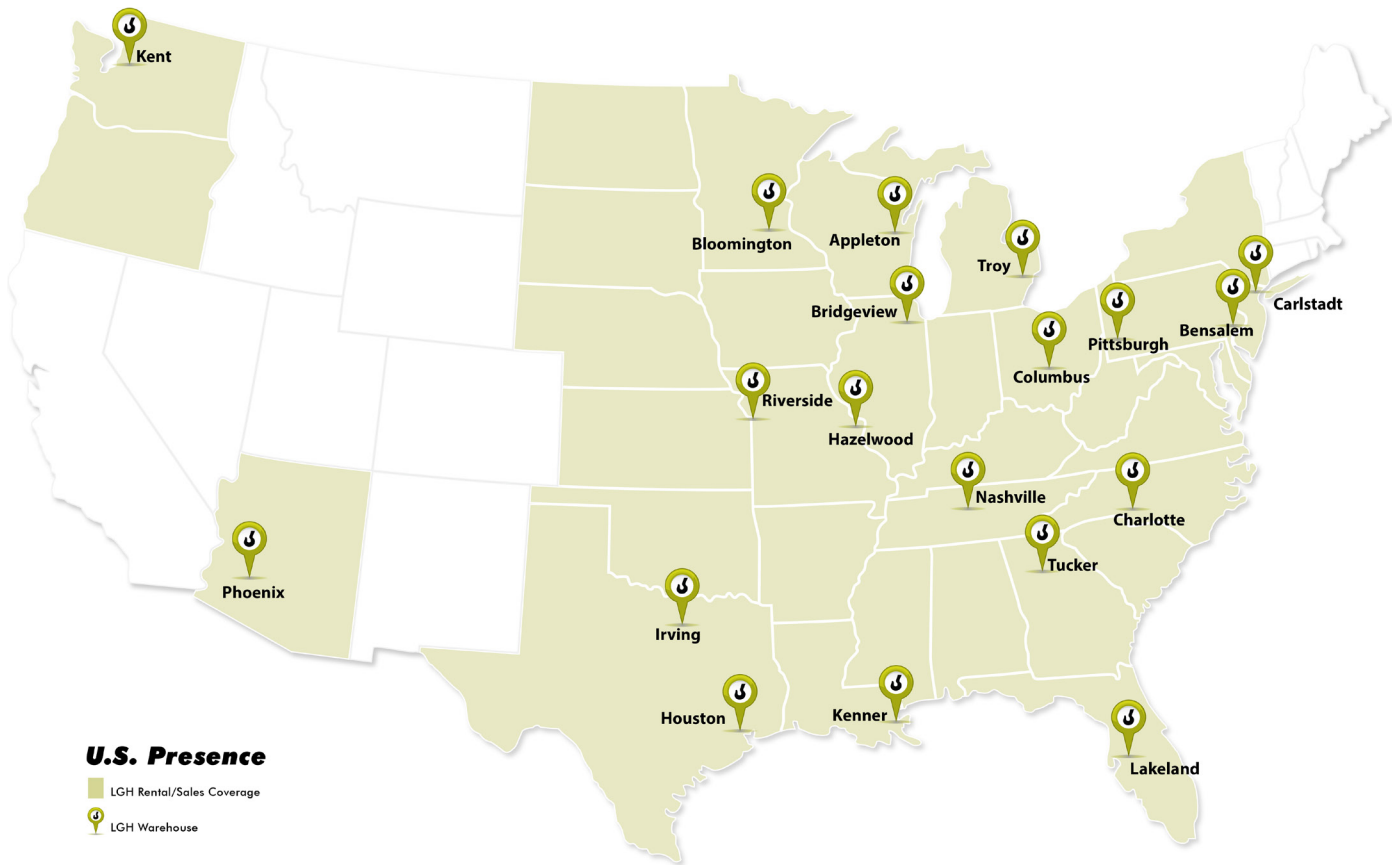 Kent
Bloomington
Appleton
Troy
Bridgeview
Carlstadt
Bensalem
Pittsburgh
Columbus
Riverside
Hazelwood
Nashville
Charlotte
Tucker
Phoenix
Irving
Houston
Kenner
Lakeland
U.S. Presence
LGH Rental/Sales Coverage
LGH Warehouse